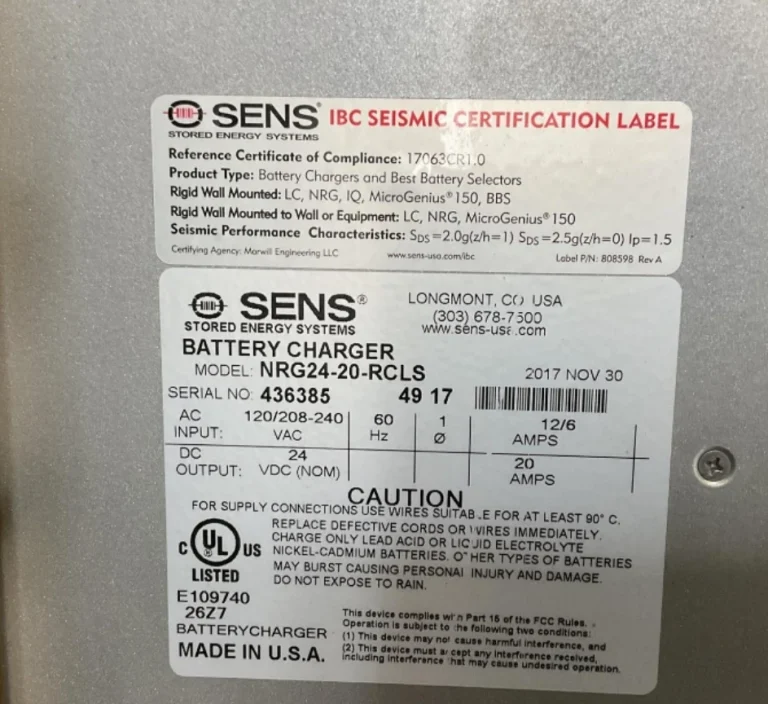 SENS® IBC SEISMIC CERTIFICATION LABEL
STORED ENERGY SYSTEMS
Reference Certificate of Compliance: 17063CR1.0
Product Type: Battery Chargers and Best Battery Selectors
Rigid Wall Mounted: LC, NRG, IQ, MicroGenius® 150, BBS
Rigid Wall Mounted to Wall or Equipment: LC, NRG, MicroGenius® 150
Seismic Performance Characteristics: SDS=2.0g(z/h=1) SDS=2.5g(z/h=0) Ip=1.5
Certifying Agency: Marwill Engineering LLC www.sens-usa.com/ibc Label P/N: 808598 Rev A
SENS®
STORED ENERGY SYSTEMS
LONGMONT, CO USA
(303) 678-7500
www.sens-usa.com
BATTERY CHARGER
MODEL: NRG24-20-RCLS 2017 NOV 30
SERIAL NO: 436385 49 17
AC INPUT: 120/208-240 VAC 60 Hz 1 Ø 12/6 AMPS
DC OUTPUT: 24 VDC (NOM) 20 AMPS
CAUTION
FOR SUPPLY CONNECTIONS USE WIRES SUITAB.E FOR AT LEAST 90° C.
REPLACE DEFECTIVE CORDS OR WIRES IMMEDIATELY.
CHARGE ONLY LEAD ACID OR LIQUID ELECTROLYTE
NICKEL-CADMIUM BATTERIES. OTHER TYPES OF BATTERIES
MAY BURST CAUSING PERSONAL INJURY AND DAMAGE.
DO NOT EXPOSE TO RAIN.
C UL® US
LISTED
E109740
26Z7
BATTERYCHARGER
MADE IN U.S.A.
This device complies with Part 15 of the FCC Rules.
Operation is subject to the following two conditions:
(1) This device may not cause harmful interference, and
(2) This device must accept any interference received,
including interference that may cause undesired operation.